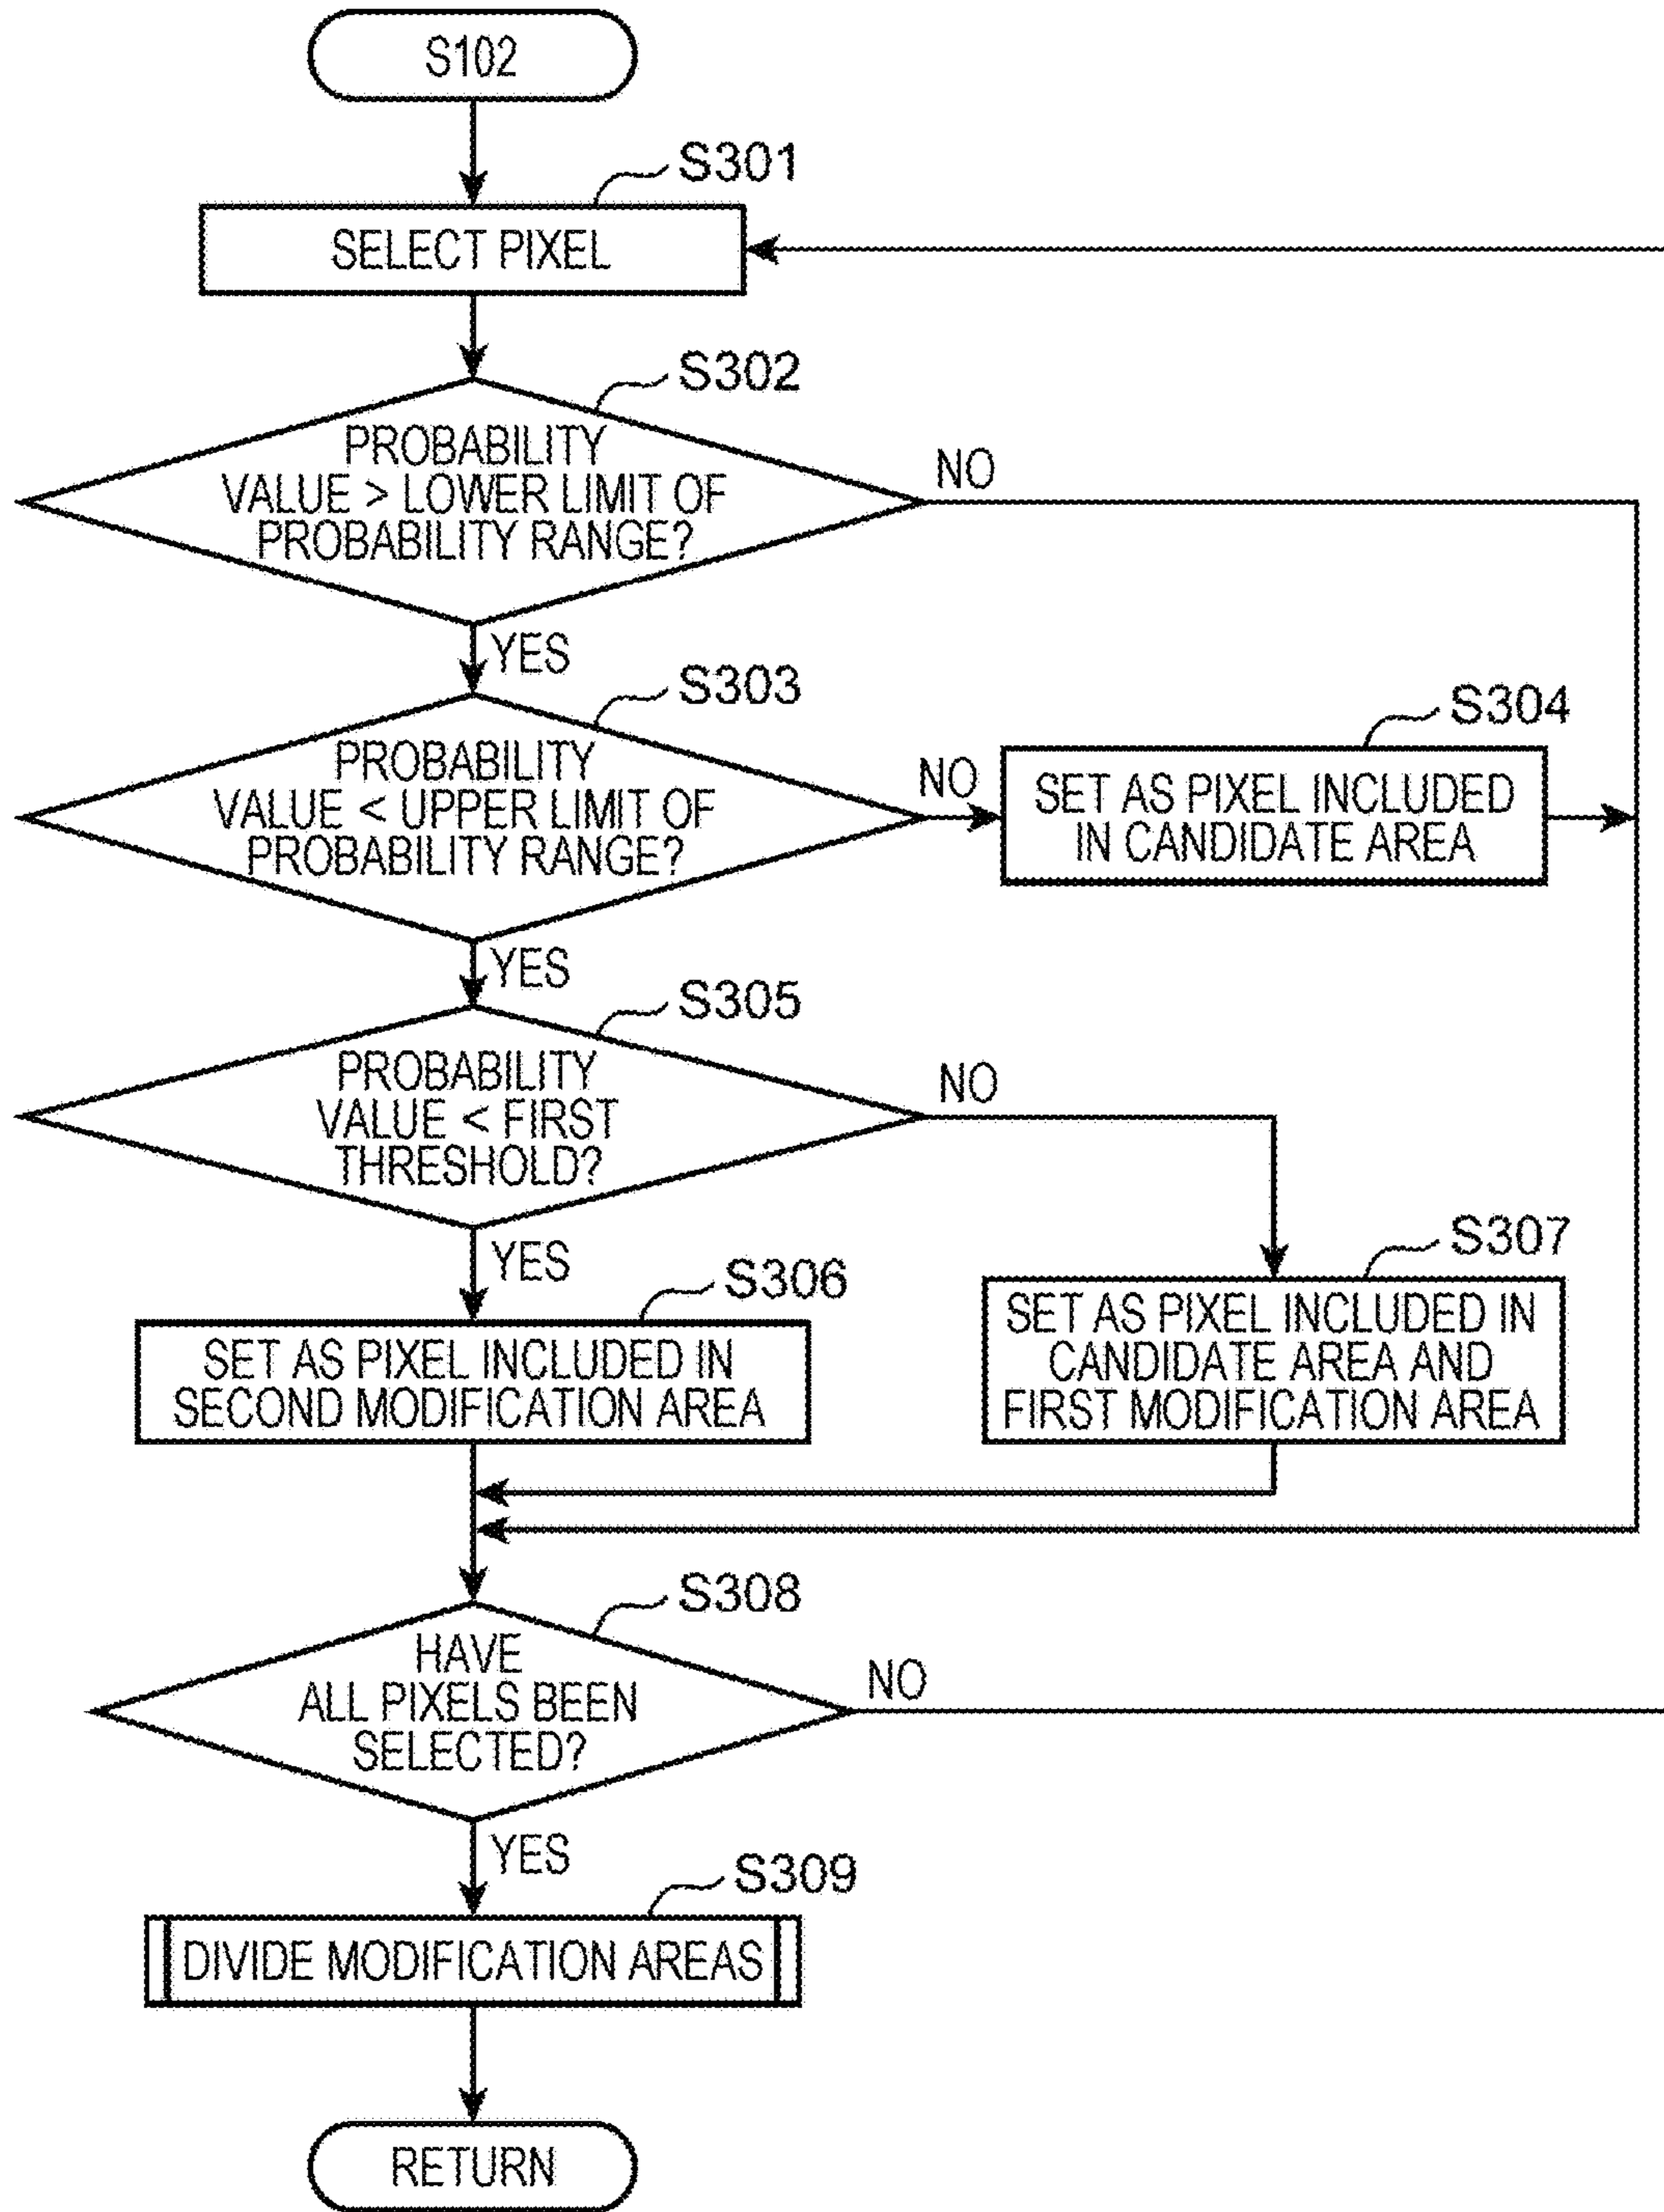 S102
S301
SELECT PIXEL
S302
PROBABILITY
VALUE > LOWER LIMIT OF
PROBABILITY RANGE?
NO
YES
S303
PROBABILITY
VALUE < UPPER LIMIT OF
PROBABILITY RANGE?
NO
S304
SET AS PIXEL INCLUDED
IN CANDIDATE AREA
YES
S305
PROBABILITY
VALUE < FIRST
THRESHOLD?
NO
YES
S306
SET AS PIXEL INCLUDED IN
SECOND MODIFICATION AREA
S307
SET AS PIXEL INCLUDED IN
CANDIDATE AREA AND
FIRST MODIFICATION AREA
S308
HAVE
ALL PIXELS BEEN
SELECTED?
NO
YES
S309
DIVIDE MODIFICATION AREAS
RETURN